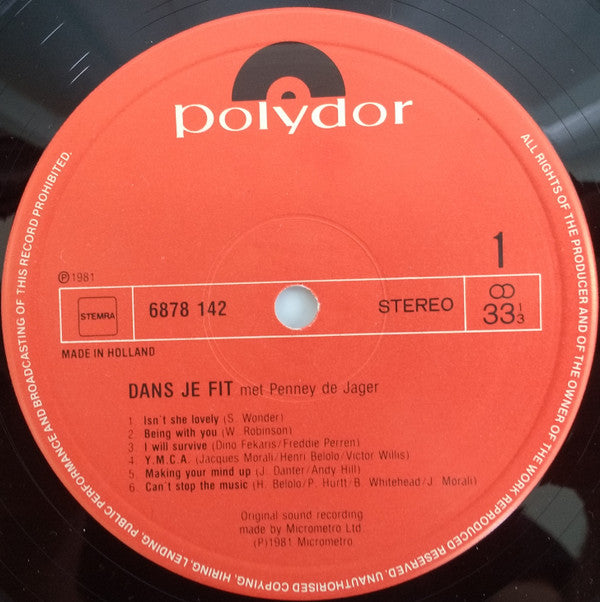 polydor
ALL RIGHTS OF THE PRODUCER AND OF THE OWNER OF THE WORK REPRODUCED RESERVED. UNAUTHORISED COPYING, HIRING, LENDING, PUBLIC PERFORMANCE AND BROADCASTING OF THIS RECORD PROHIBITED.
Ⓟ1981
1
STEMRA
6878 142
STEREO
33 1/3
MADE IN HOLLAND
DANS JE FIT met Penney de Jager
1. Isn't she lovely (S. Wonder)
2. Being with you (W. Robinson)
3. I will survive (Dino Fekaris/Freddie Perren)
4. Y.M.C.A. (Jacques Morali/Henri Belolo/Victor Willis)
5. Making your mind up (J. Danter/Andy Hill)
6. Can't stop the music (H. Belolo/P. Hurtt/B. Whitehead/J. Morali)
Original sound recording
made by Micrometro Ltd
(P)1981 Micrometro.